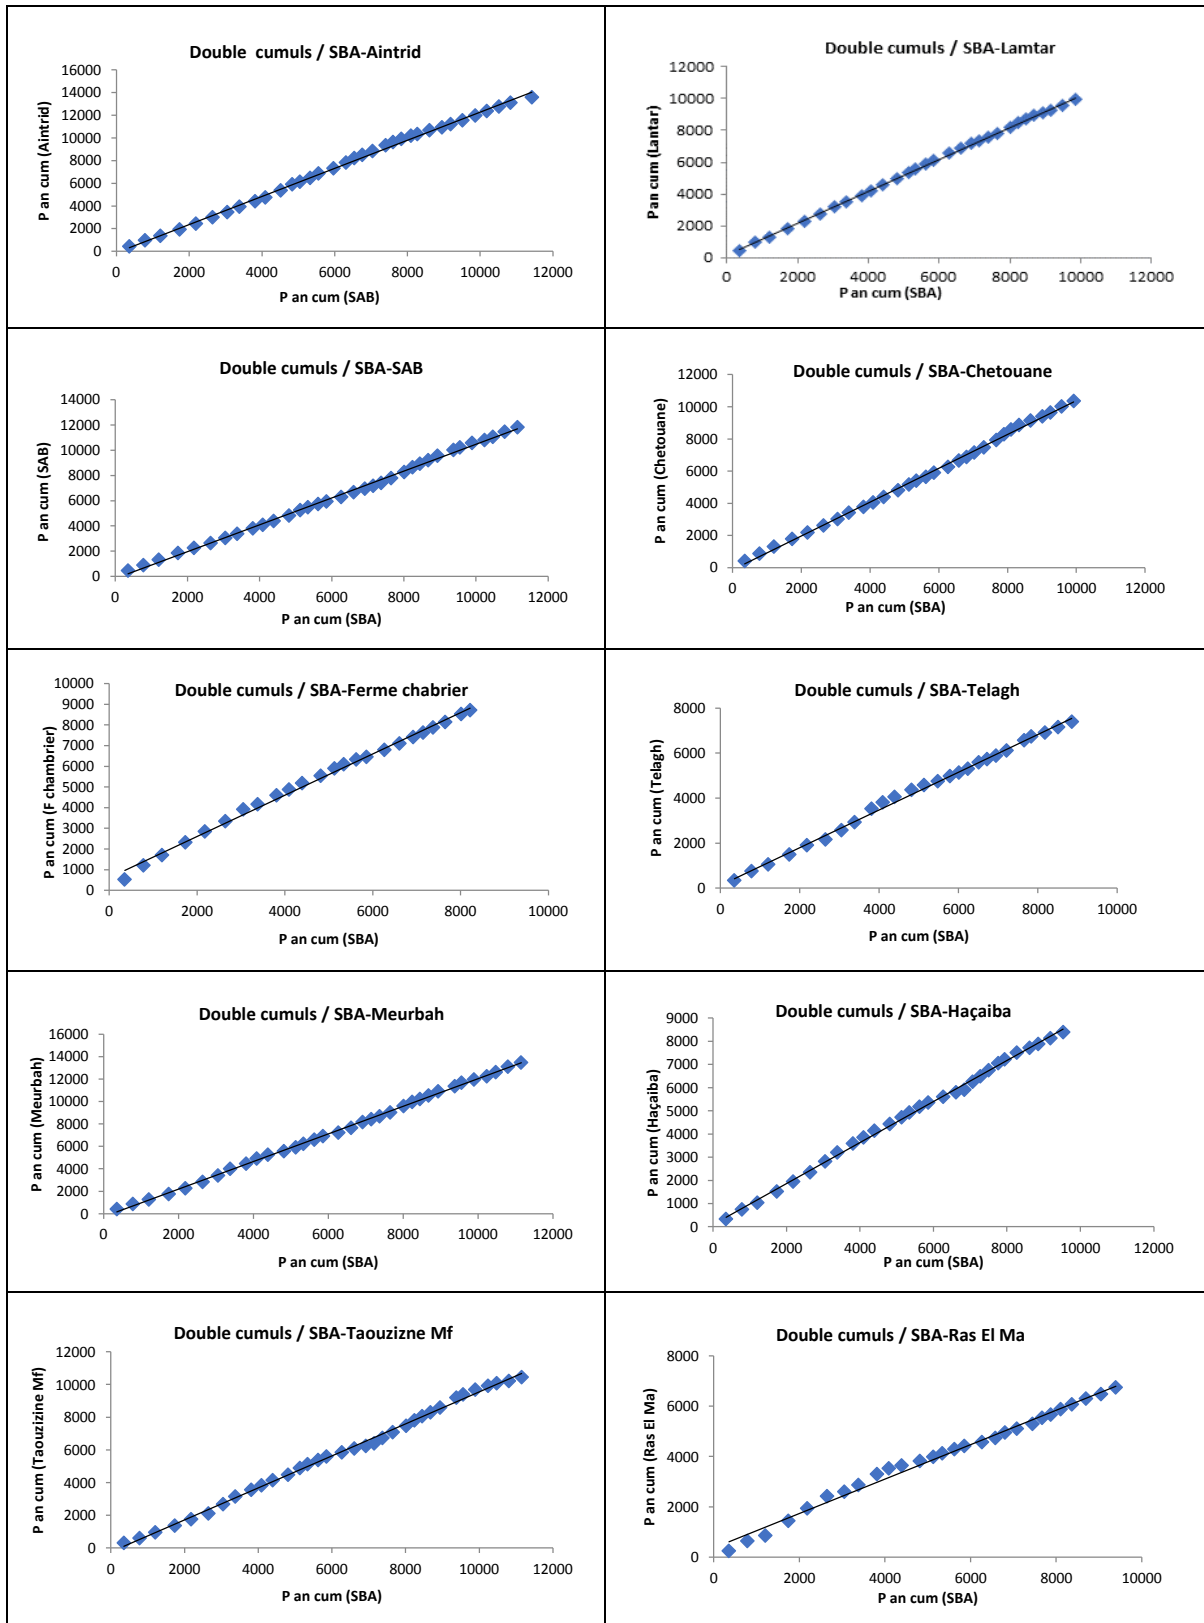 Double cumuls / SBA-Aintrid
16000
14000
12000
10000
8000
6000
4000
2000
0
P an cum (Aintrid)
0 2000 4000 6000 8000 10000 12000
P an cum (SAB)
Double cumuls / SBA-Lamtar
12000
10000
8000
6000
4000
2000
0
P an cum (Lantar)
0 2000 4000 6000 8000 10000 12000
P an cum (SBA)
Double cumuls / SBA-SAB
14000
12000
10000
8000
6000
4000
2000
0
P an cum (SAB)
0 2000 4000 6000 8000 10000 12000
P an cum (SBA)
Double cumuls / SBA-Chetouane
12000
10000
8000
6000
4000
2000
0
P an cum (Chetouane)
0 2000 4000 6000 8000 10000 12000
P an cum (SBA)
Double cumuls / SBA-Ferme chabrier
10000
9000
8000
7000
6000
5000
4000
3000
2000
1000
0
P an cum (F chambrier)
0 2000 4000 6000 8000 10000
P an cum (SBA)
Double cumuls / SBA-Telagh
8000
6000
4000
2000
0
P an cum (Telagh)
0 2000 4000 6000 8000 10000
P an cum (SBA)
Double cumuls / SBA-Meurbah
16000
14000
12000
10000
8000
6000
4000
2000
0
P an cum (Meurbah)
0 2000 4000 6000 8000 10000 12000
P an cum (SBA)
Double cumuls / SBA-Haçaiba
9000
8000
7000
6000
5000
4000
3000
2000
1000
0
P an cum (Haçaiba)
0 2000 4000 6000 8000 10000 12000
P an cum (SBA)
Double cumuls / SBA-Taouzizne Mf
12000
10000
8000
6000
4000
2000
0
P an cum (Taouzizine Mf)
0 2000 4000 6000 8000 10000 12000
P an cum (SBA)
Double cumuls / SBA-Ras El Ma
8000
6000
4000
2000
0
P an cum (Ras El Ma)
0 2000 4000 6000 8000 10000
P an cum (SBA)